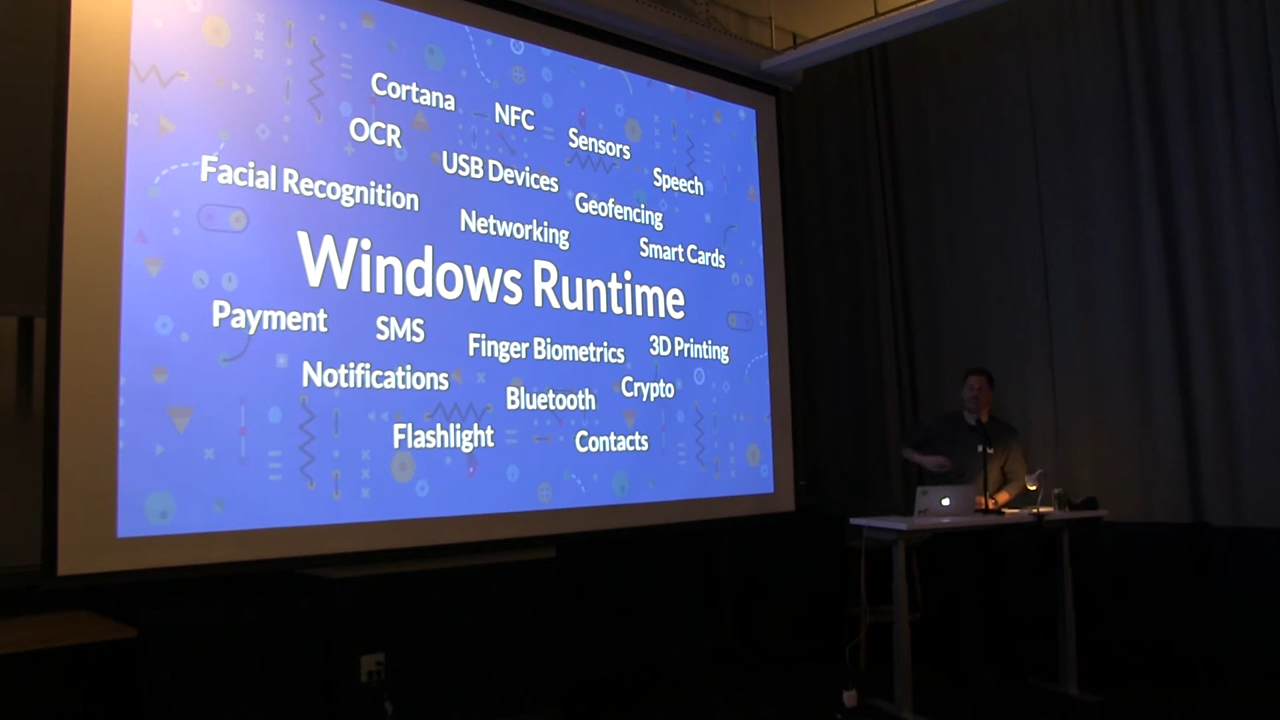 Cortana
NFC
OCR
Sensors
USB Devices
Speech
Facial Recognition
Geofencing
Networking
Smart Cards
Windows Runtime
Payment
SMS
Finger Biometrics
3D Printing
Notifications
Bluetooth
Crypto
Flashlight
Contacts